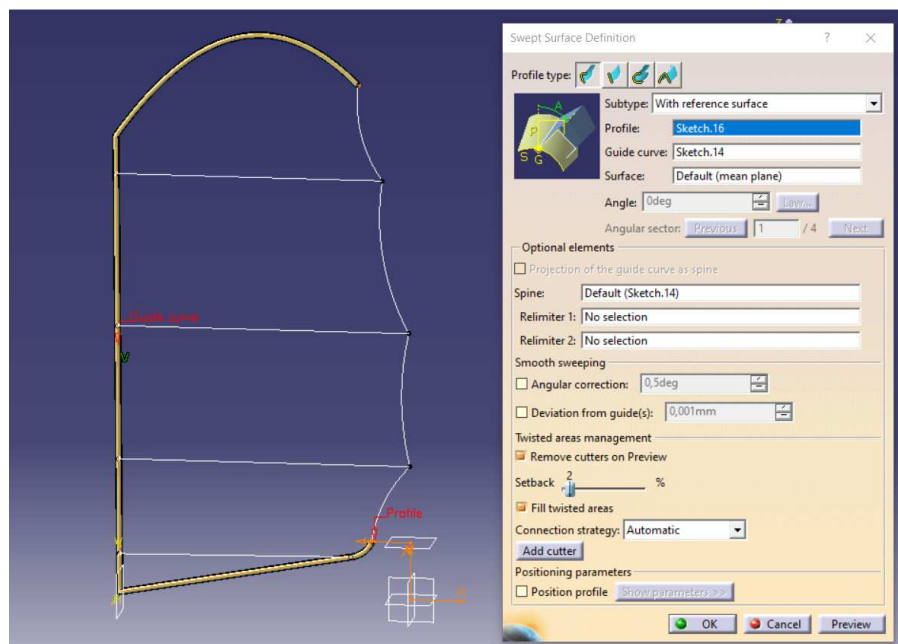 Swept Surface Definition ? ×
Profile type:
Subtype: With reference surface
Profile: Sketch.16
Guide curve: Sketch.14
Surface: Default (mean plane)
Angle: 0deg Law...
Angular sector: Previous 1 / 4 Next
Optional elements
Projection of the guide curve as spine
Spine: Default (Sketch.14)
Relimiter 1: No selection
Relimiter 2: No selection
Smooth sweeping
Angular correction: 0,5deg
Deviation from guide(s): 0,001mm
Twisted areas management
Remove cutters on Preview
Setback 2 %
Fill twisted areas
Connection strategy: Automatic
Add cutter
Positioning parameters
Position profile Show parameters >>
OK Cancel Preview
A
P
S G
Guide curve
Profile